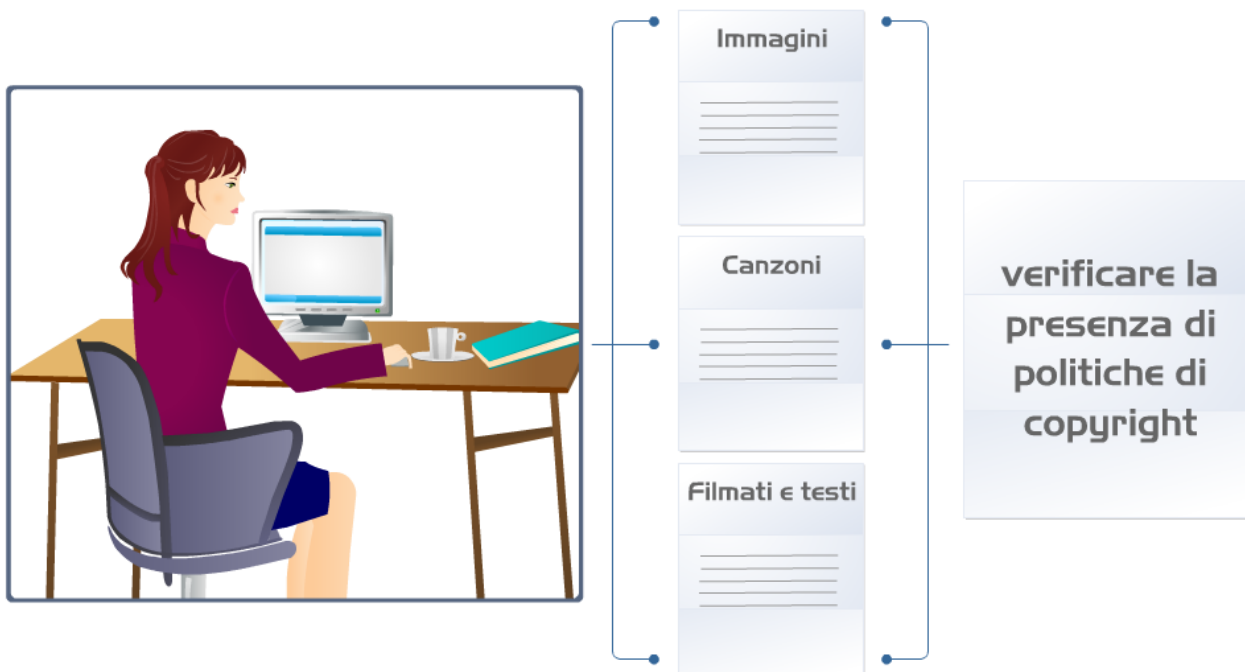 Immagini
Canzoni
Filmati e testi
verificare la
presenza di
politiche di
copyright